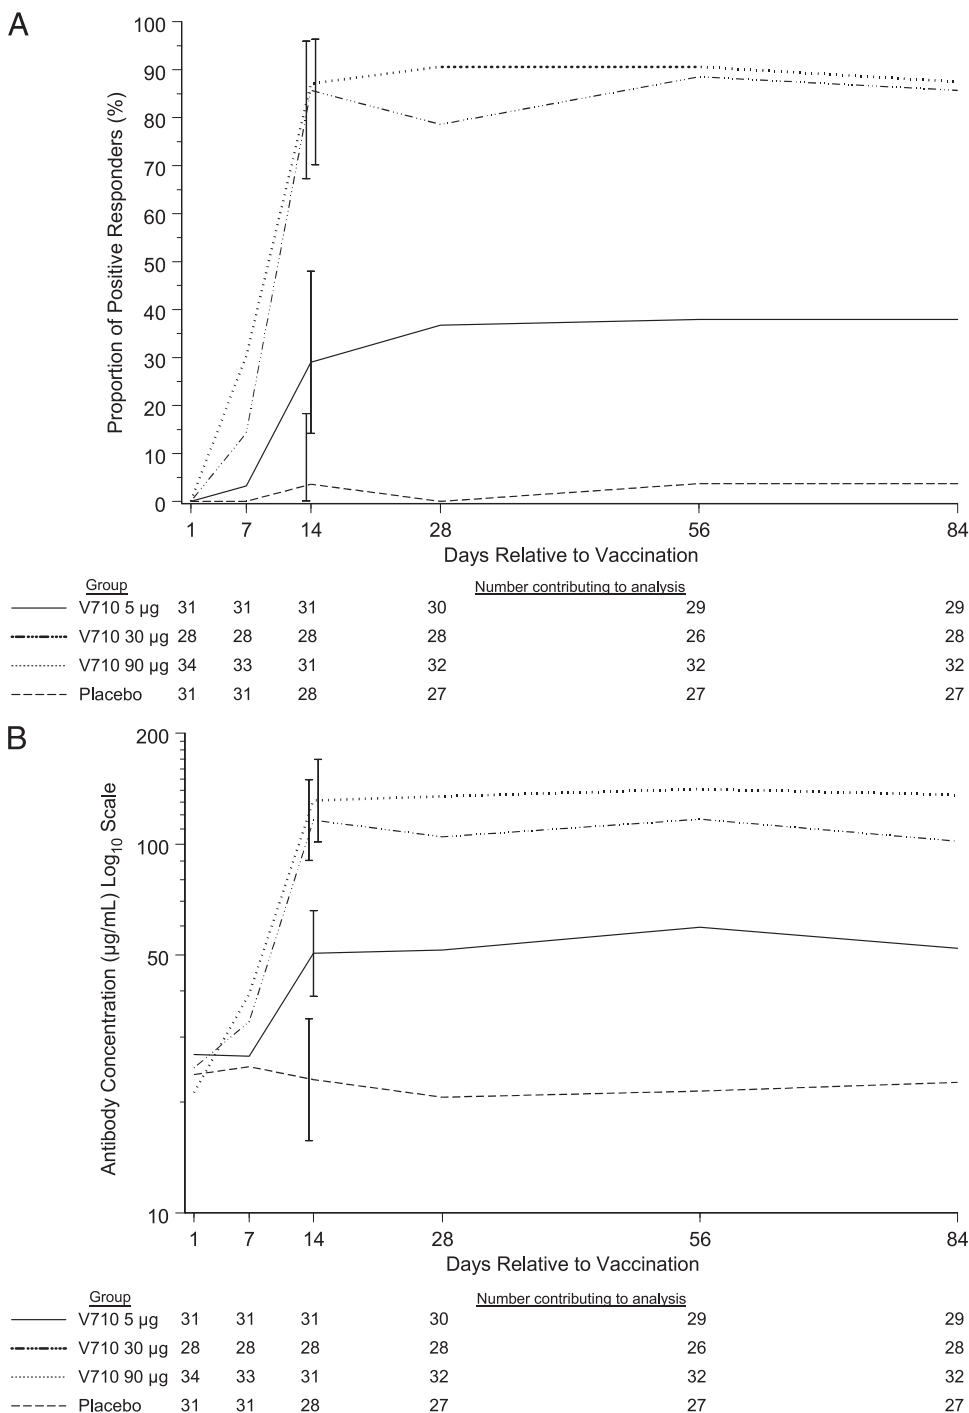 A
Proportion of Positive Responders (%)
100
90
80
70
60
50
40
30
20
10
0
1 7 14 28 56 84
Days Relative to Vaccination
Group Number contributing to analysis
V710 5 µg 31 31 31 30 29 29
V710 30 µg 28 28 28 28 26 28
V710 90 µg 34 33 31 32 32 32
Placebo 31 31 28 27 27 27
B
Antibody Concentration (µg/mL) Log10 Scale
200
100
50
10
1 7 14 28 56 84
Days Relative to Vaccination
Group Number contributing to analysis
V710 5 µg 31 31 31 30 29 29
V710 30 µg 28 28 28 28 26 28
V710 90 µg 34 33 31 32 32 32
Placebo 31 31 28 27 27 27